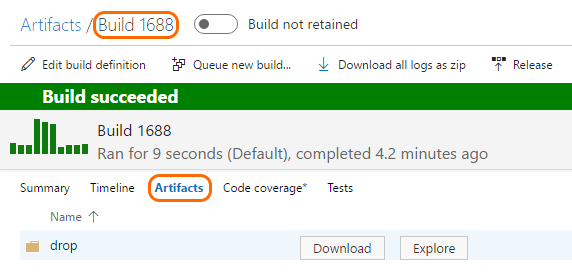 Artifacts / Build 1688 Build not retained
Edit build definition Queue new build... Download all logs as zip Release
Build succeeded
Build 1688
Ran for 9 seconds (Default), completed 4.2 minutes ago
Summary Timeline Artifacts Code coverage* Tests
Name
drop Download Explore